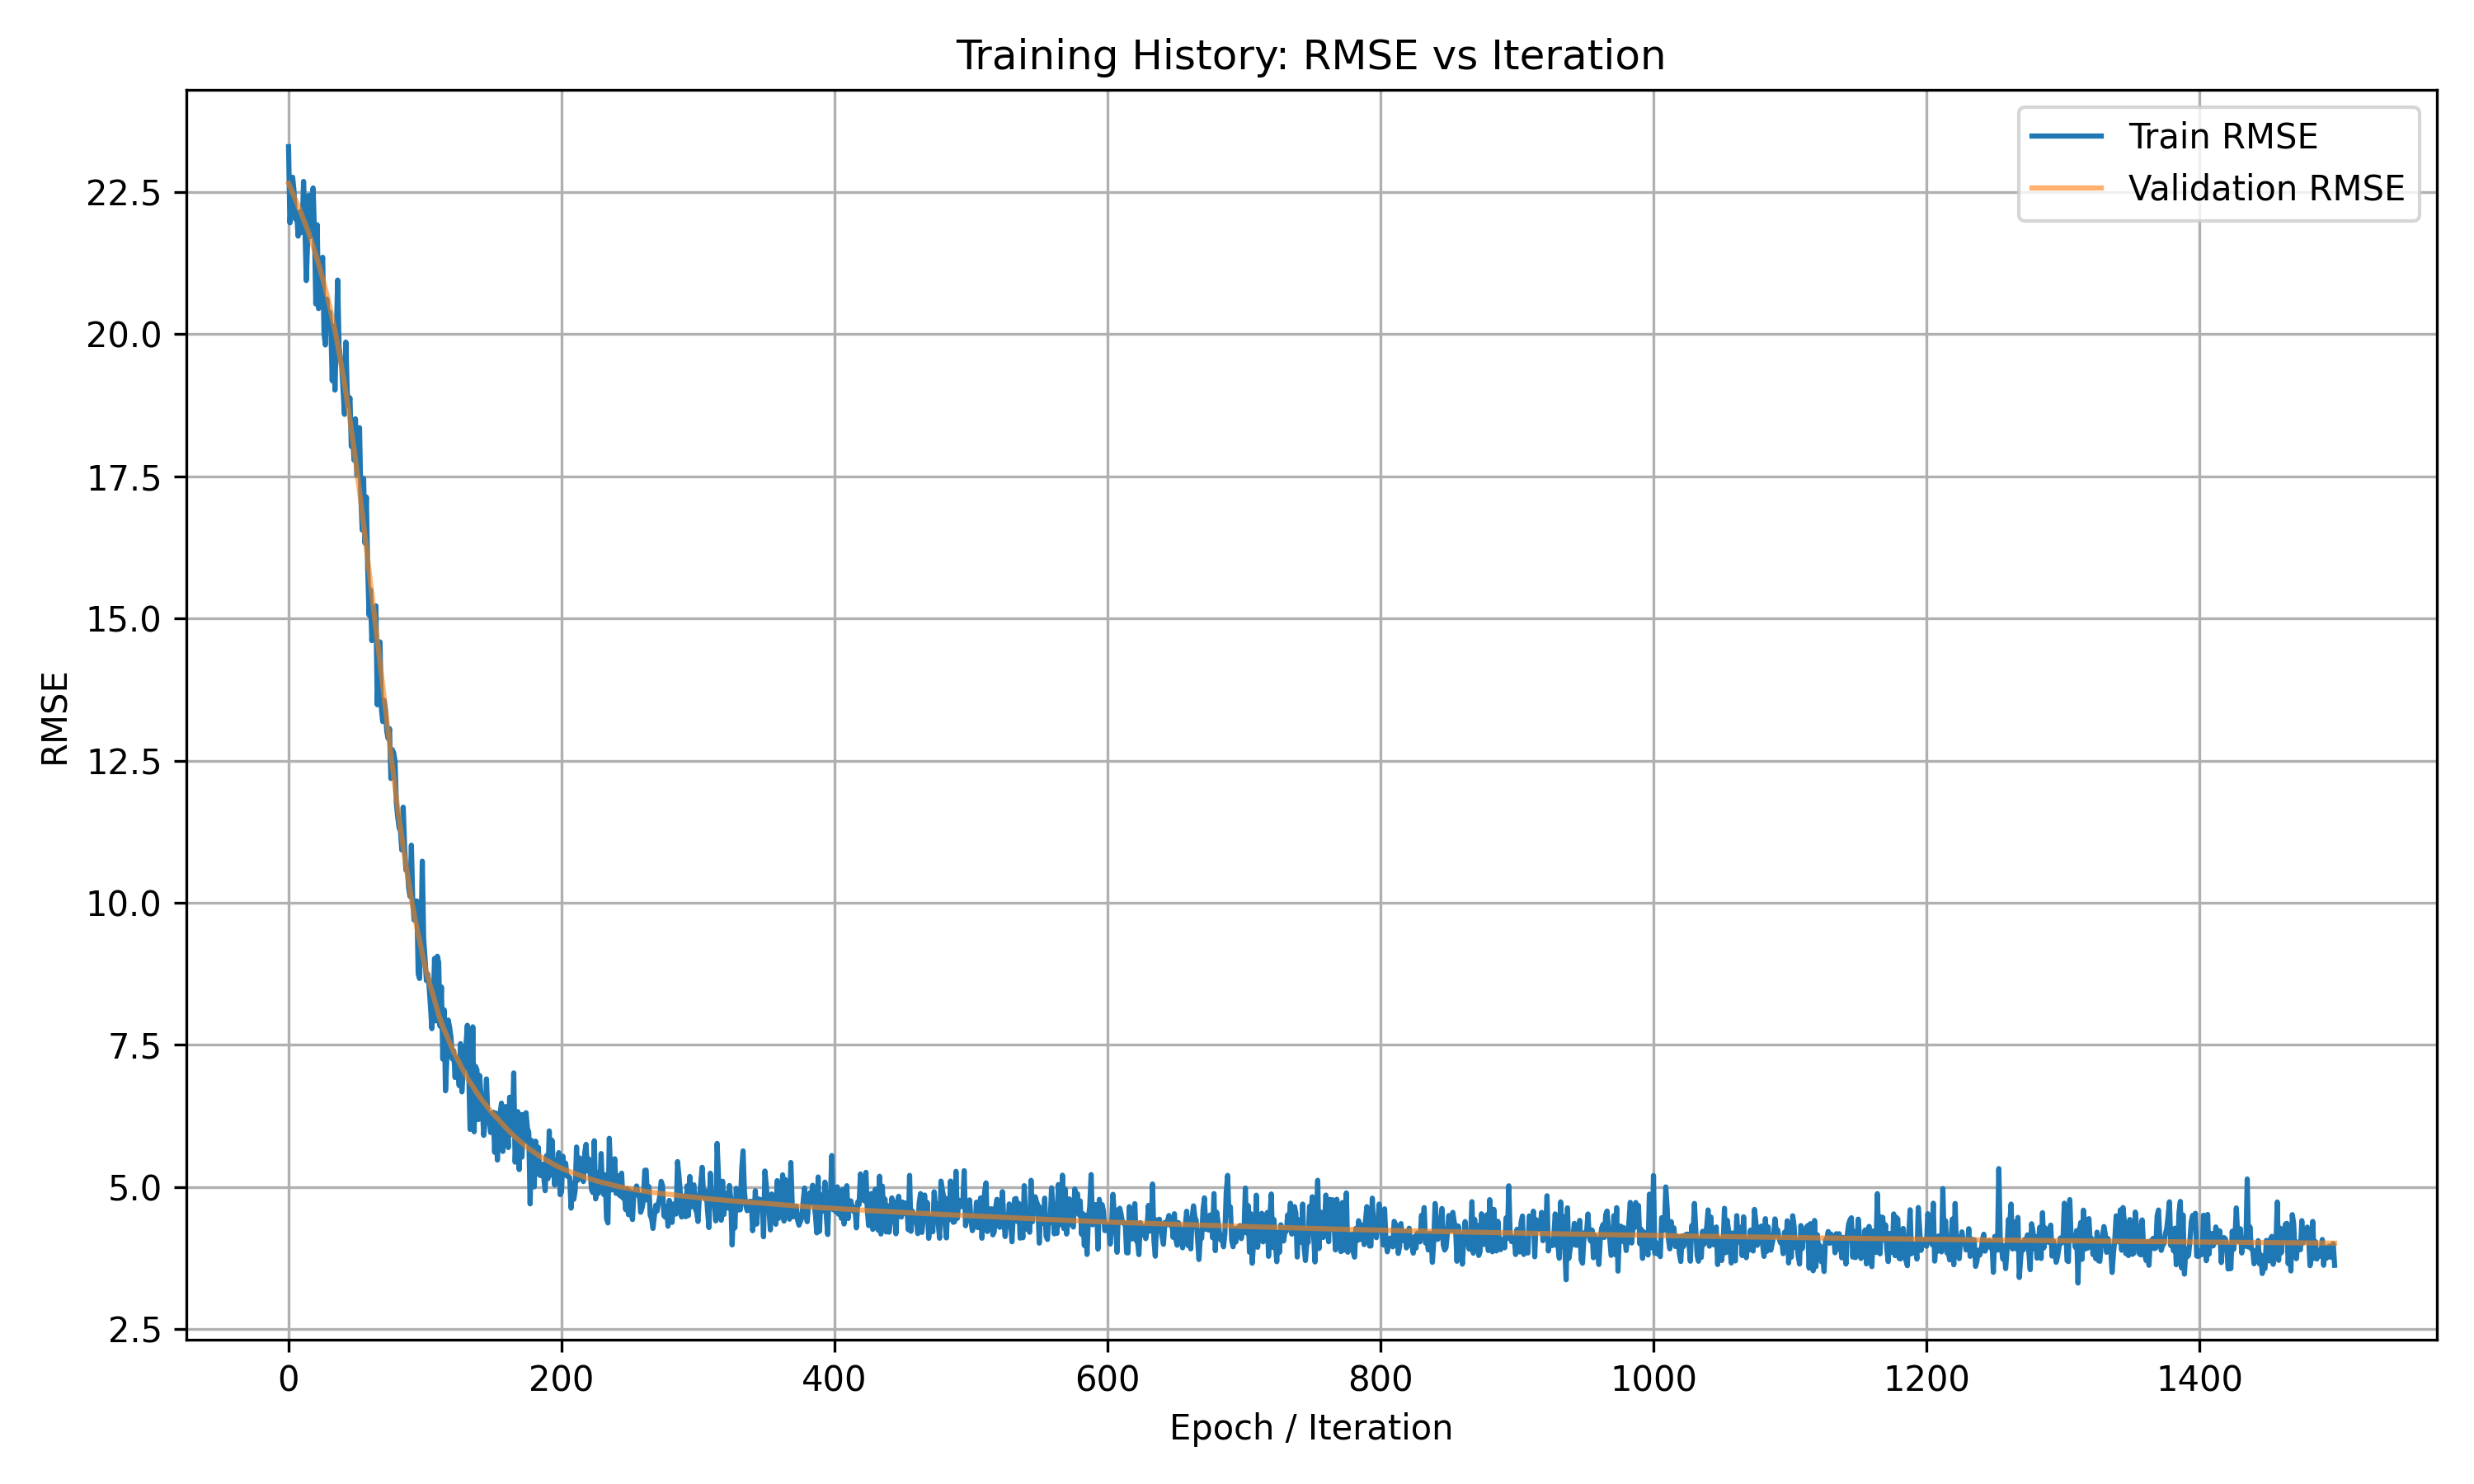 Training History: RMSE vs Iteration
Train RMSE
Validation RMSE
22.5
20.0
17.5
15.0
12.5
10.0
7.5
5.0
2.5
RMSE
0 200 400 600 800 1000 1200 1400
Epoch / Iteration